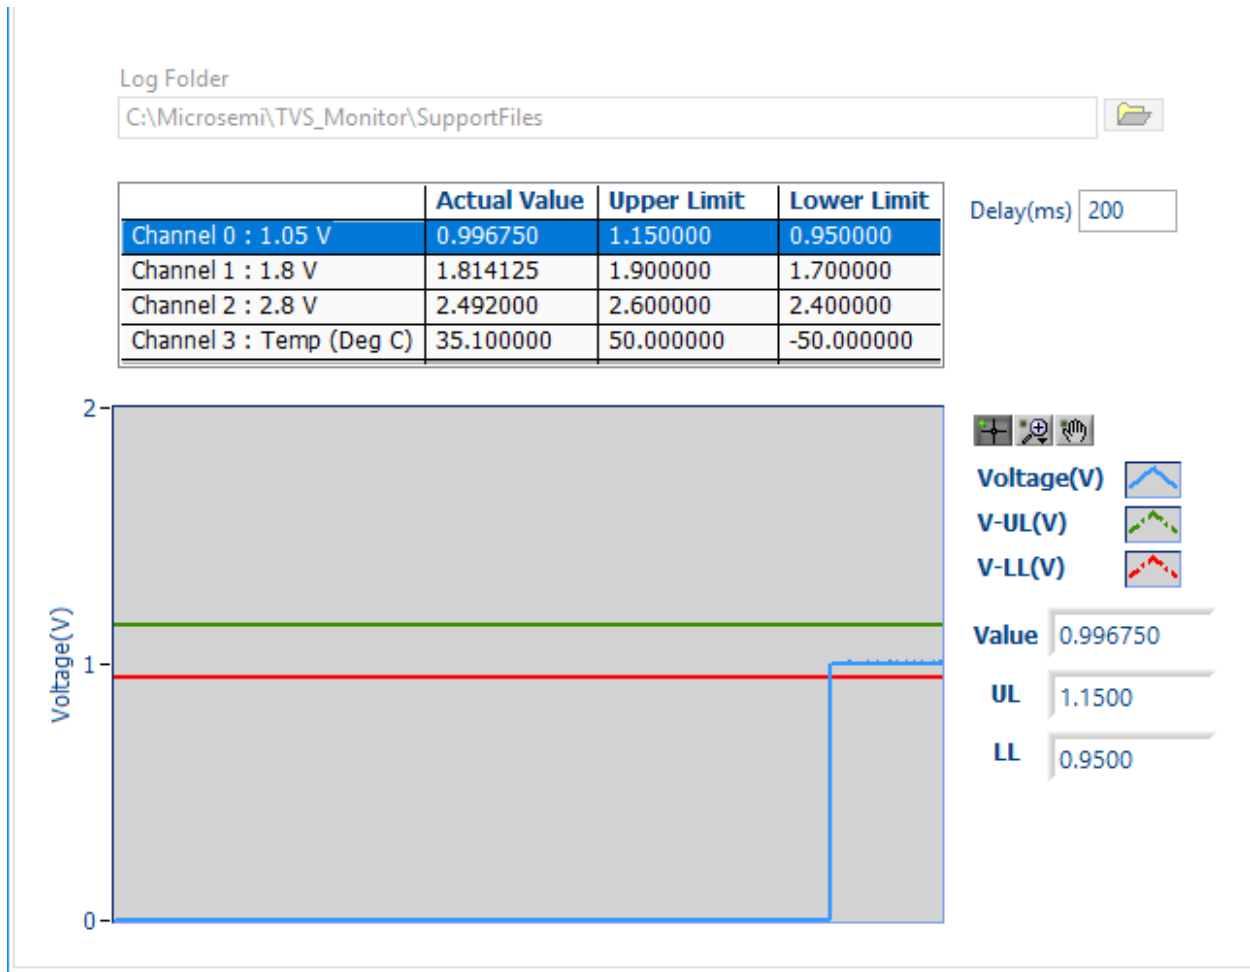 Log Folder
C:\Microsemi\TVS_Monitor\SupportFiles
Actual Value Upper Limit Lower Limit
Channel 0 : 1.05 V 0.996750 1.150000 0.950000
Channel 1 : 1.8 V 1.814125 1.900000 1.700000
Channel 2 : 2.8 V 2.492000 2.600000 2.400000
Channel 3 : Temp (Deg C) 35.100000 50.000000 -50.000000
Delay(ms) 200
2
1
0
Voltage(V)
Voltage(V)
V-UL(V)
V-LL(V)
Value 0.996750
UL 1.1500
LL 0.9500